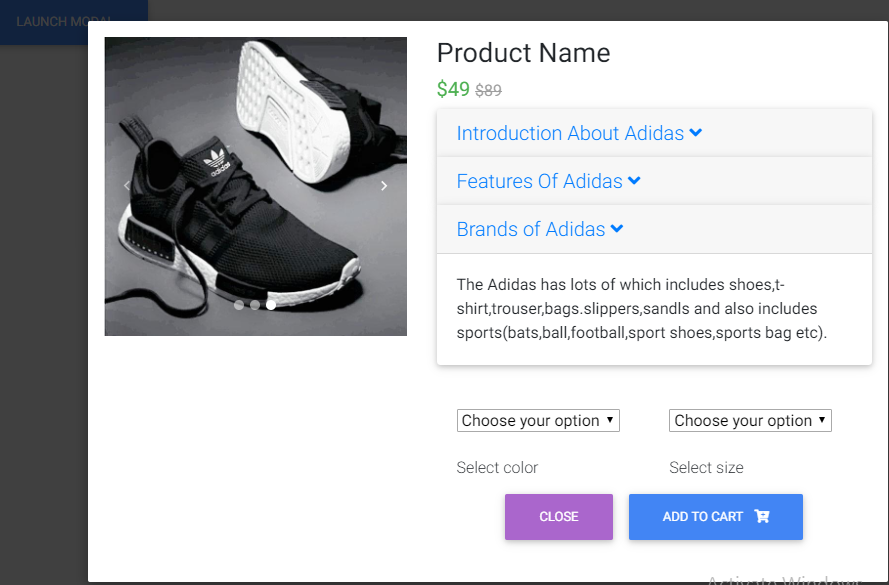 LAUNCH MODAL
Product Name
$49 $89
Introduction About Adidas
Features Of Adidas
Brands of Adidas
The Adidas has lots of which includes shoes,t-
shirt,trouser,bags.slippers,sandls and also includes
sports(bats,ball,football,sport shoes,sports bag etc).
adidas
Choose your option Choose your option
Select color Select size
CLOSE ADD TO CART
Activate Windows